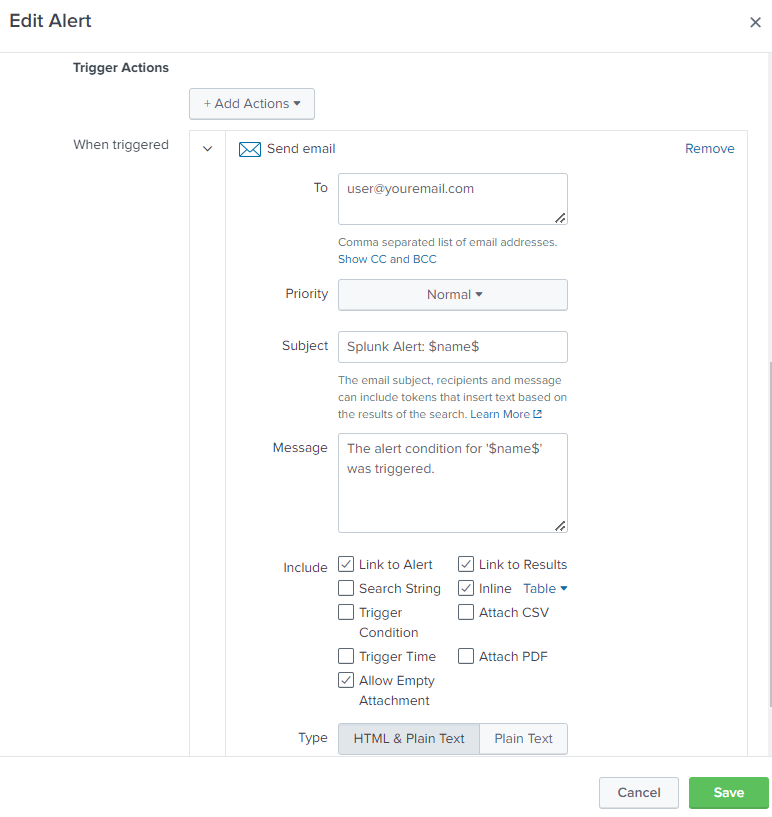 Edit Alert
Trigger Actions
+ Add Actions
When triggered
Send email
Remove
To
user@youremail.com
Comma separated list of email addresses.
Show CC and BCC
Priority
Normal
Subject
Splunk Alert: $name$
The email subject, recipients and message
can include tokens that insert text based on
the results of the search. Learn More
Message
The alert condition for '$name$'
was triggered.
Include
Link to Alert
Link to Results
Search String
Inline Table
Trigger
Condition
Attach CSV
Trigger Time
Attach PDF
Allow Empty
Attachment
Type
HTML & Plain Text
Plain Text
Cancel
Save